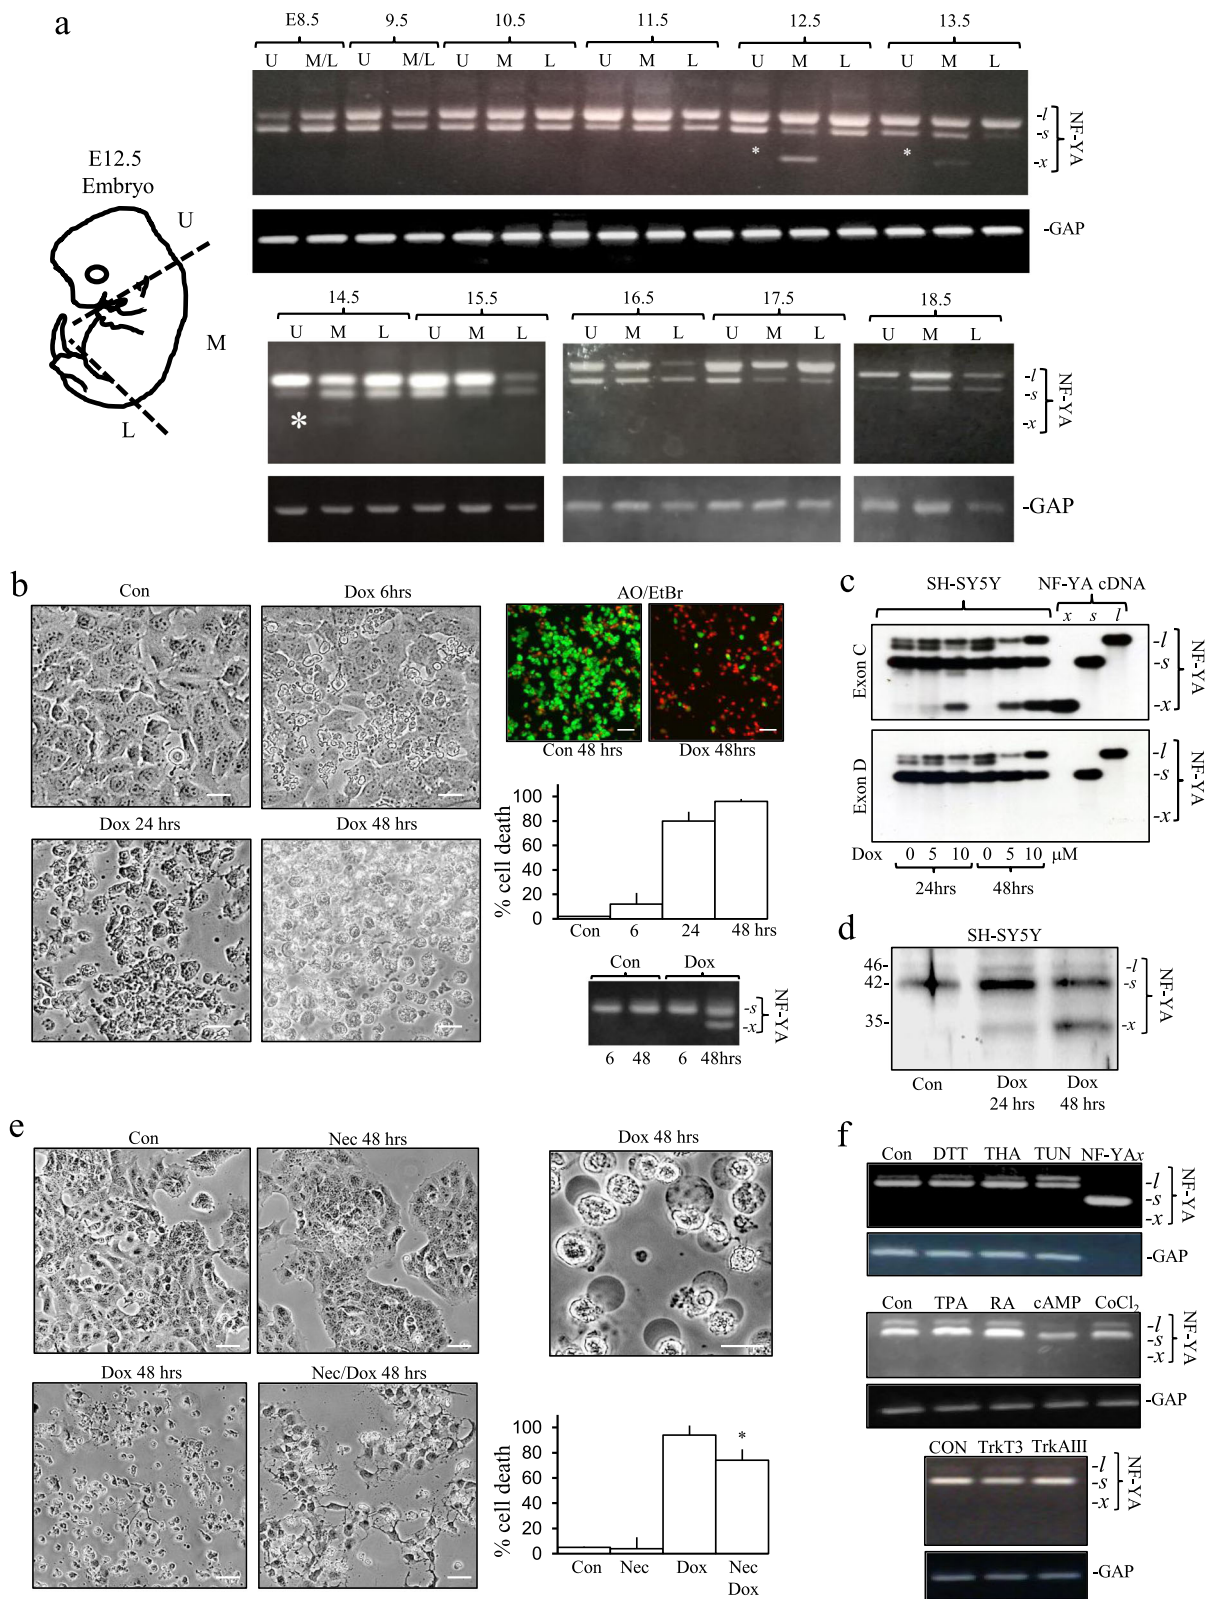 a
E8.5 9.5 10.5 11.5 12.5 13.5
U M/L U M/L U M L U M L U M L U M L
-l
-s
-x
NF-YA
* *
-GAP
E12.5
Embryo
U
M
L
14.5 15.5 16.5 17.5 18.5
U M L U M L U M L U M L U M L
-l
-s
-x
NF-YA
*
-l
-s
-x
NF-YA
-GAP
b
Con
Dox 6hrs
Dox 24 hrs
Dox 48 hrs
AO/EtBr
Con 48 hrs Dox 48hrs
% cell death
100
80
60
40
20
0
Con 6 24 48 hrs
Con Dox
-s
-x
NF-YA
6 48 6 48hrs
c
SH-SY5Y NF-YA cDNA
x s l
Exon C
-l
-s
-x
NF-YA
Exon D
-l
-s
-x
NF-YA
Dox 0 5 10 0 5 10 μM
24hrs 48hrs
d
SH-SY5Y
46-
42-
35-
-l
-s
-x
NF-YA
Con Dox 24 hrs Dox 48 hrs
e
Con
Nec 48 hrs
Dox 48 hrs
Nec/Dox 48 hrs
Dox 48 hrs
% cell death
100
80
60
40
20
0
*
Con Nec Dox Nec Dox
f
Con DTT THA TUN NF-YAx
-l
-s
-x
NF-YA
-GAP
Con TPA RA cAMP CoCl₂
-l
-s
-x
NF-YA
-GAP
CON TrkT3 TrkAIII
-l
-s
-x
NF-YA
-GAP